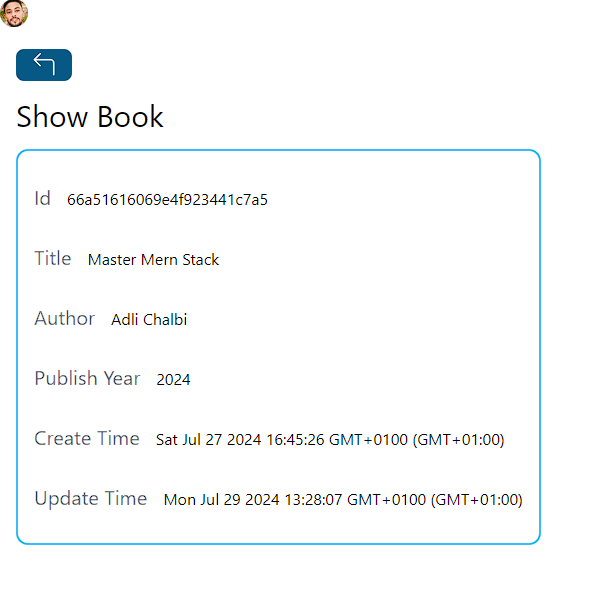 Show Book
Id 66a51616069e4f923441c7a5
Title Master Mern Stack
Author Adli Chalbi
Publish Year 2024
Create Time Sat Jul 27 2024 16:45:26 GMT+0100 (GMT+01:00)
Update Time Mon Jul 29 2024 13:28:07 GMT+0100 (GMT+01:00)